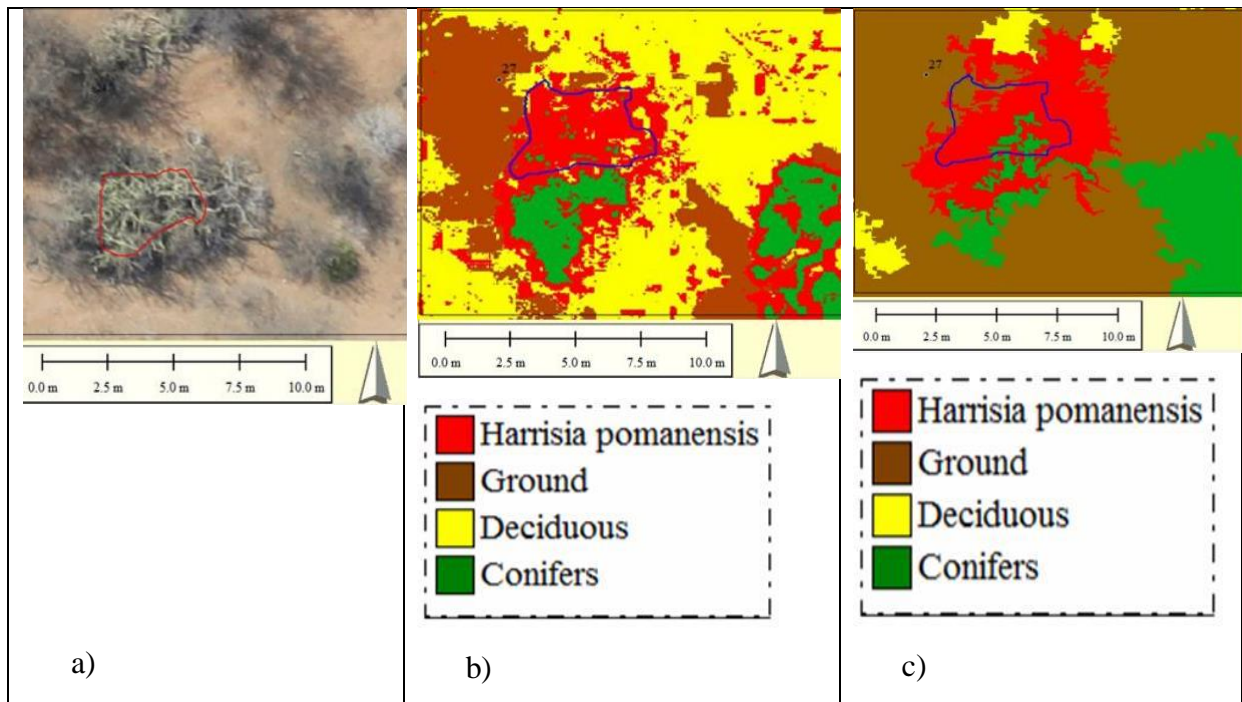 27
27
0.0 m 2.5 m 5.0 m 7.5 m 10.0 m
0.0 m 2.5 m 5.0 m 7.5 m 10.0 m
0.0 m 2.5 m 5.0 m 7.5 m 10.0 m
Harrisia pomanensis
Ground
Deciduous
Conifers
Harrisia pomanensis
Ground
Deciduous
Conifers
a)
b)
c)